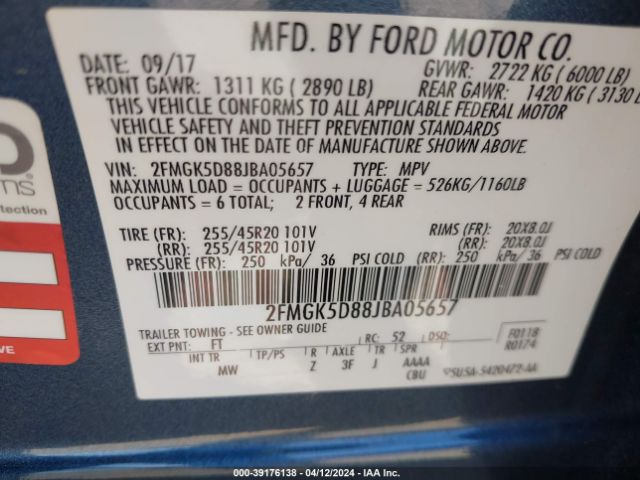 MFD. BY FORD MOTOR CO.
DATE: 09/17 GVWR: 2722 KG ( 6000 LB)
FRONT GAWR: 1311 KG ( 2890 LB) REAR GAWR: 1420 KG ( 3130 L
THIS VEHICLE CONFORMS TO ALL APPLICABLE FEDERAL MOTOR
VEHICLE SAFETY AND THEFT PREVENTION STANDARDS
IN EFFECT ON THE DATE OF MANUFACTURE SHOWN ABOVE.
VIN: 2FMGK5D88JBA05657 TYPE: MPV
MAXIMUM LOAD = OCCUPANTS + LUGGAGE = 526KG/1160LB
OCCUPANTS = 6 TOTAL; 2 FRONT, 4 REAR
TIRE (FR): 255/45R20 101V RIMS (FR): 20X8.0J
(RR): 255/45R20 101V (RR): 20X8.0J
PRESSURE (FR): 250 kPa/ 36 PSI COLD (RR): 250 kPa/ 36 PSI COLD
2FMGK5D88JBA05657
TRAILER TOWING - SEE OWNER GUIDE
EXT PNT: FT RC: 52 DSO: F0118
R0174
INT TR TP/PS R AXLE TR SPR
MW Z 3F J AAAA
CBU
D
ms
otection
VE
000-39176138 - 04/12/2024 - IAA Inc.